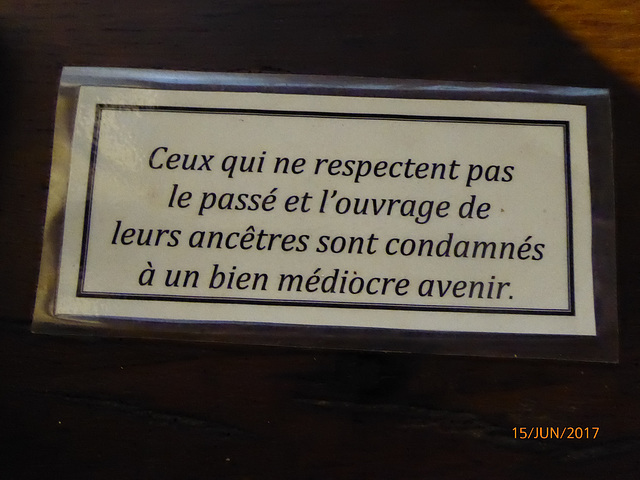 Ceux qui ne respectent pas
le passé et l'ouvrage de
leurs ancêtres sont condamnés
à un bien médiocre avenir.
15/JUN/2017